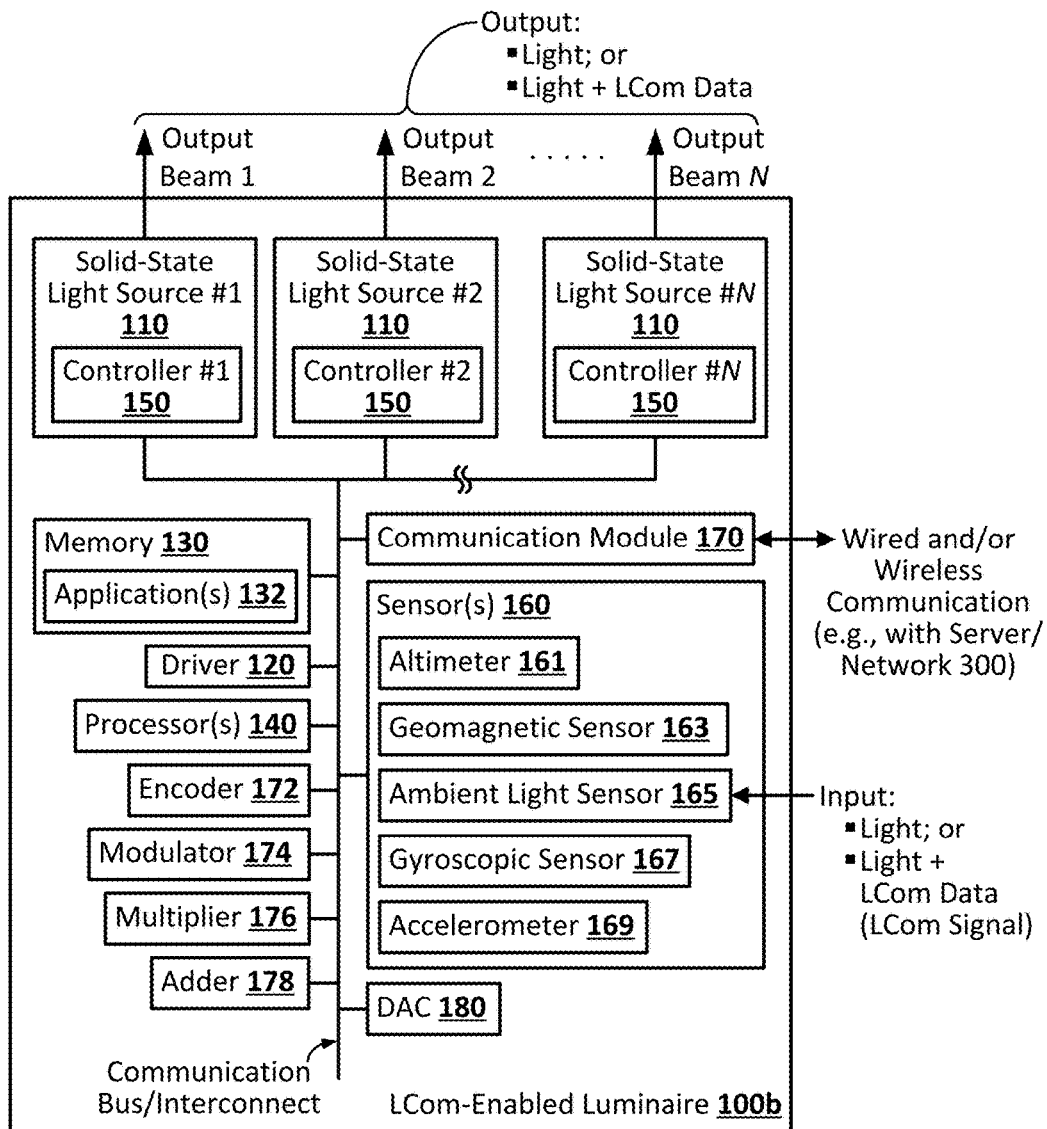 Output:
▪Light; or
▪Light + LCom Data
Output
Beam 1
Output
Beam 2
. . . . .
Output
Beam N
Solid-State
Light Source #1
110
Controller #1
150
Solid-State
Light Source #2
110
Controller #2
150
Solid-State
Light Source #N
110
Controller #N
150
Memory 130
Application(s) 132
Driver 120
Processor(s) 140
Encoder 172
Modulator 174
Multiplier 176
Adder 178
Communication
Bus/Interconnect
Communication Module 170
Sensor(s) 160
Altimeter 161
Geomagnetic Sensor 163
Ambient Light Sensor 165
Gyroscopic Sensor 167
Accelerometer 169
DAC 180
LCom-Enabled Luminaire 100b
Wired and/or
Wireless
Communication
(e.g., with Server/
Network 300)
Input:
▪Light; or
▪Light +
LCom Data
(LCom Signal)